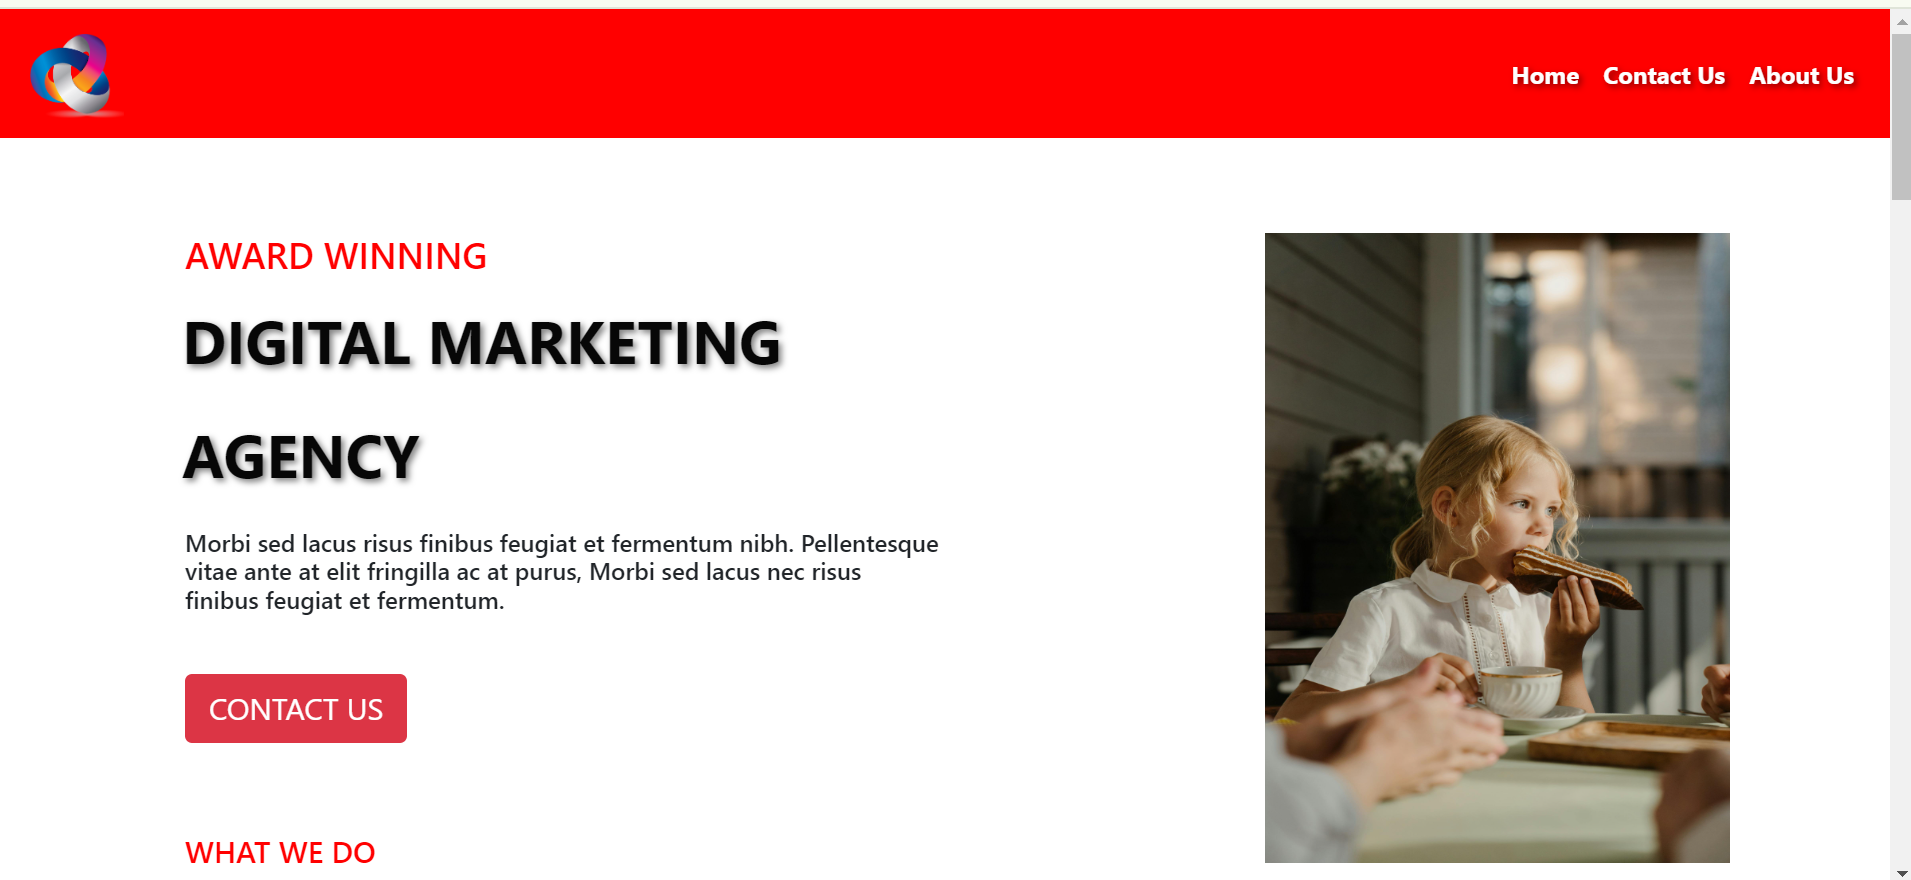 Home Contact Us About Us
AWARD WINNING
DIGITAL MARKETING
AGENCY
Morbi sed lacus risus finibus feugiat et fermentum nibh. Pellentesque
vitae ante at elit fringilla ac at purus, Morbi sed lacus nec risus
finibus feugiat et fermentum.
CONTACT US
WHAT WE DO